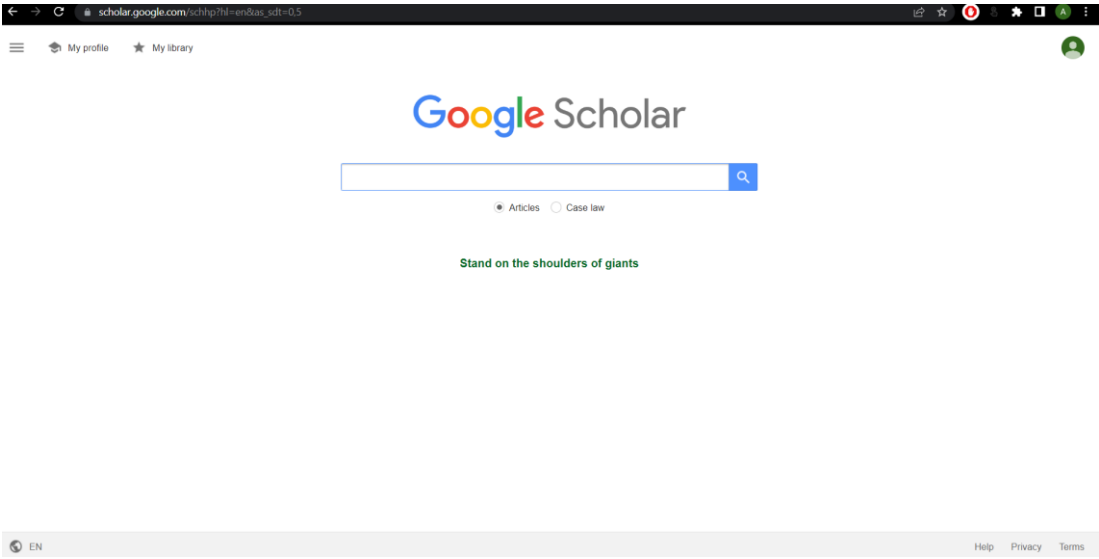 scholar.google.com/schhp?hl=en&as_sdt=0,5
A
My profile My library
Google Scholar
Articles Case law
Stand on the shoulders of giants
EN Help Privacy Terms